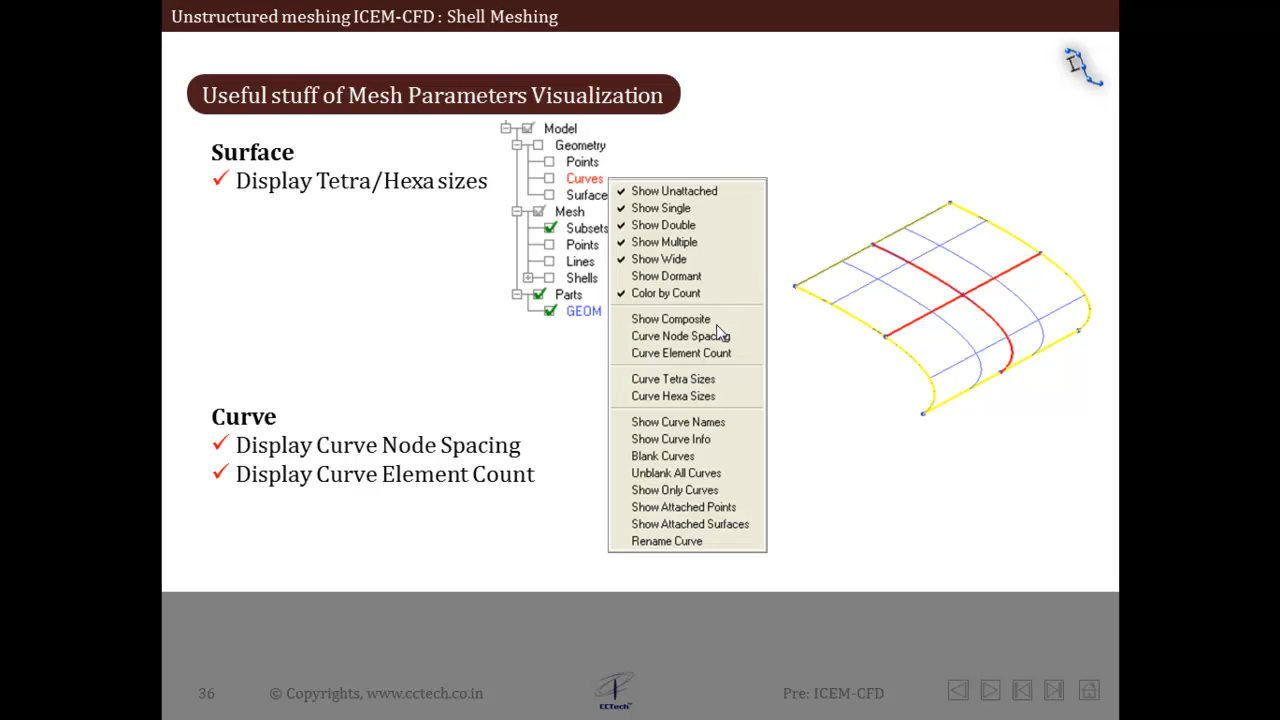 Unstructured meshing ICEM-CFD : Shell Meshing
Useful stuff of Mesh Parameters Visualization
Surface
Display Tetra/Hexa sizes
Model
Geometry
Points
Curves
Surface
Mesh
Subsets
Points
Lines
Shells
Parts
GEOM
Show Unattached
Show Single
Show Double
Show Multiple
Show Wide
Show Dormant
Color by Count
Show Composite
Curve Node Spacing
Curve Element Count
Curve Tetra Sizes
Curve Hexa Sizes
Show Curve Names
Show Curve Info
Blank Curves
Unblank All Curves
Show Only Curves
Show Attached Points
Show Attached Surfaces
Rename Curve
Curve
Display Curve Node Spacing
Display Curve Element Count
36
© Copyrights, www.cctech.co.in
CCTech™
Pre: ICEM-CFD